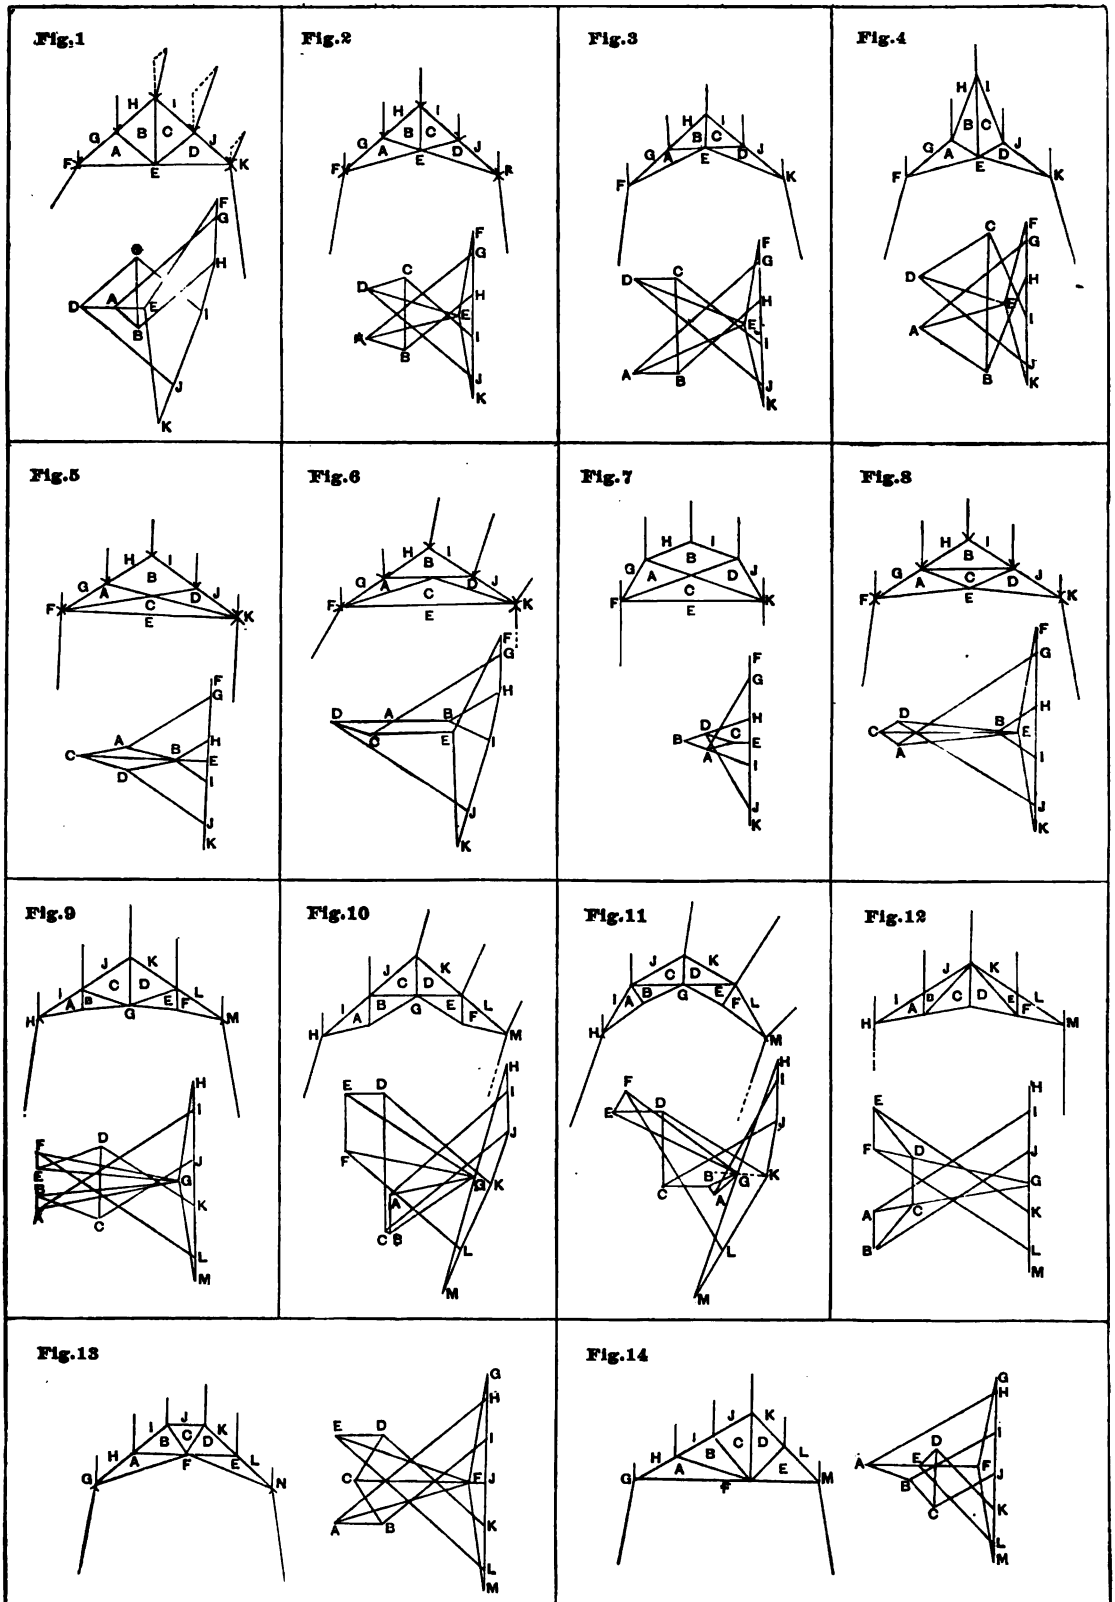 Fig.1
H I
G B C J
F A D K
E
F
G
H
D A E
I
B
J
K
Fig.2
H I
G B C J
F A D R
E
F
G
C
D H
E
I
A
B
J
K
Fig.3
H I
G B C J
A E D
F K
F
G
C
D
H
E
I
A B
J
K
Fig.4
H I
B C
G A D J
F E K
C F
G
D H
E
I
A
J
B K
Fig.5
H I
G B J
F A C D K
E
F
G
A H
C B E
D I
J
K
Fig.6
H I
G B J
A D
F C K
E
F
G
H
D A B
C E I
J
K
Fig.7
H I
G B J
A D
F C K
E
F
G
D H
B C E
A I
J
K
Fig.8
H I
G B J
A C D
F E K
F
G
D H
C B E
A I
J
K
Fig.9
J K
I C D L
A B E F
H G M
H
I
D J
F
E G
B K
A C
L
M
Fig.10
J K
C D
I B E L
A G F
H M
H
E D I
J
F
G K
A
C B L
M
Fig.11
J K
C D
I A B G E F L
H M
H
F I
E D J
B G K
C A
L
M
Fig.12
J K
I C D L
H B E F M
H
E I
F D J
G
A C K
B L
M
Fig.13
J
I K
B C D
H A F E L
G N
G
E D H
I
C F J
A B K
L
M
Fig.14
J K
I C D
H B L
G A E M
F
G
H
D I
A E F
B J
C K
L
M